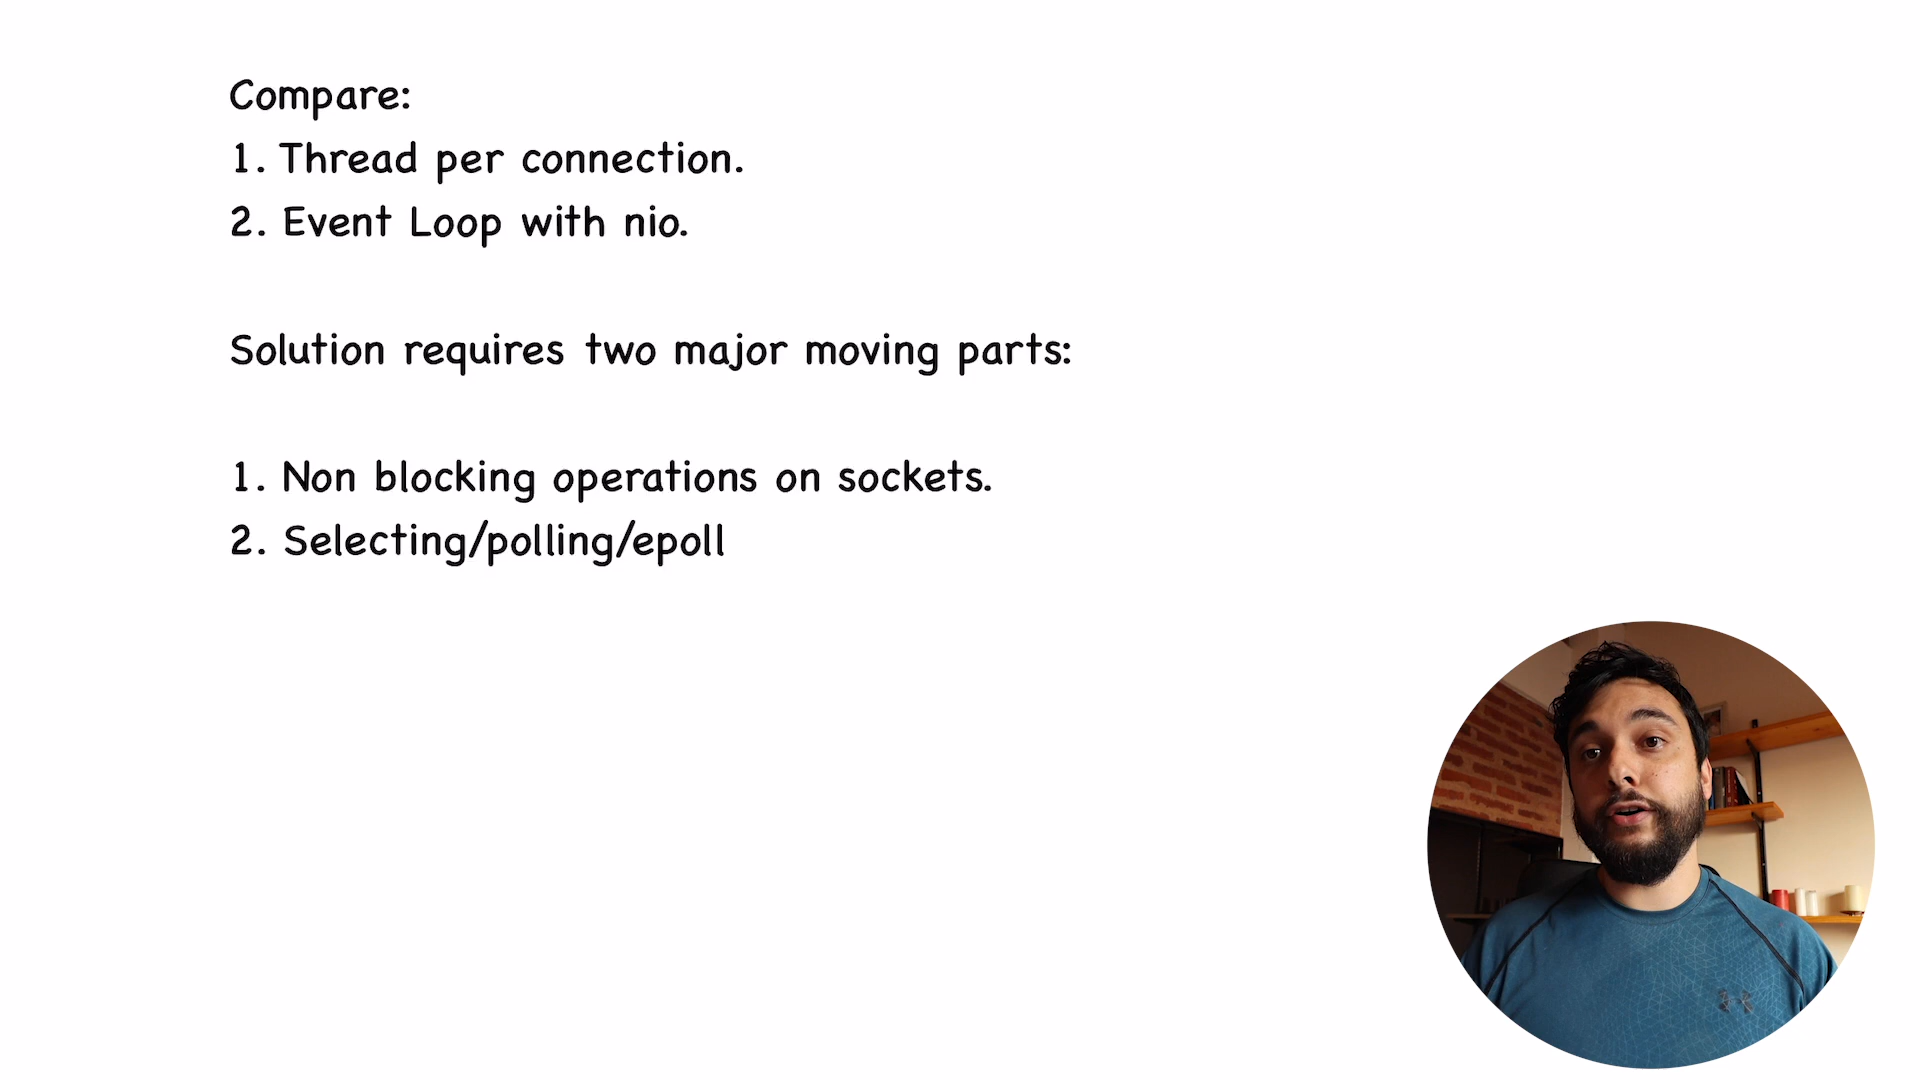 Compare:
1. Thread per connection.
2. Event Loop with nio.
Solution requires two major moving parts:
1. Non blocking operations on sockets.
2. Selecting/polling/epoll